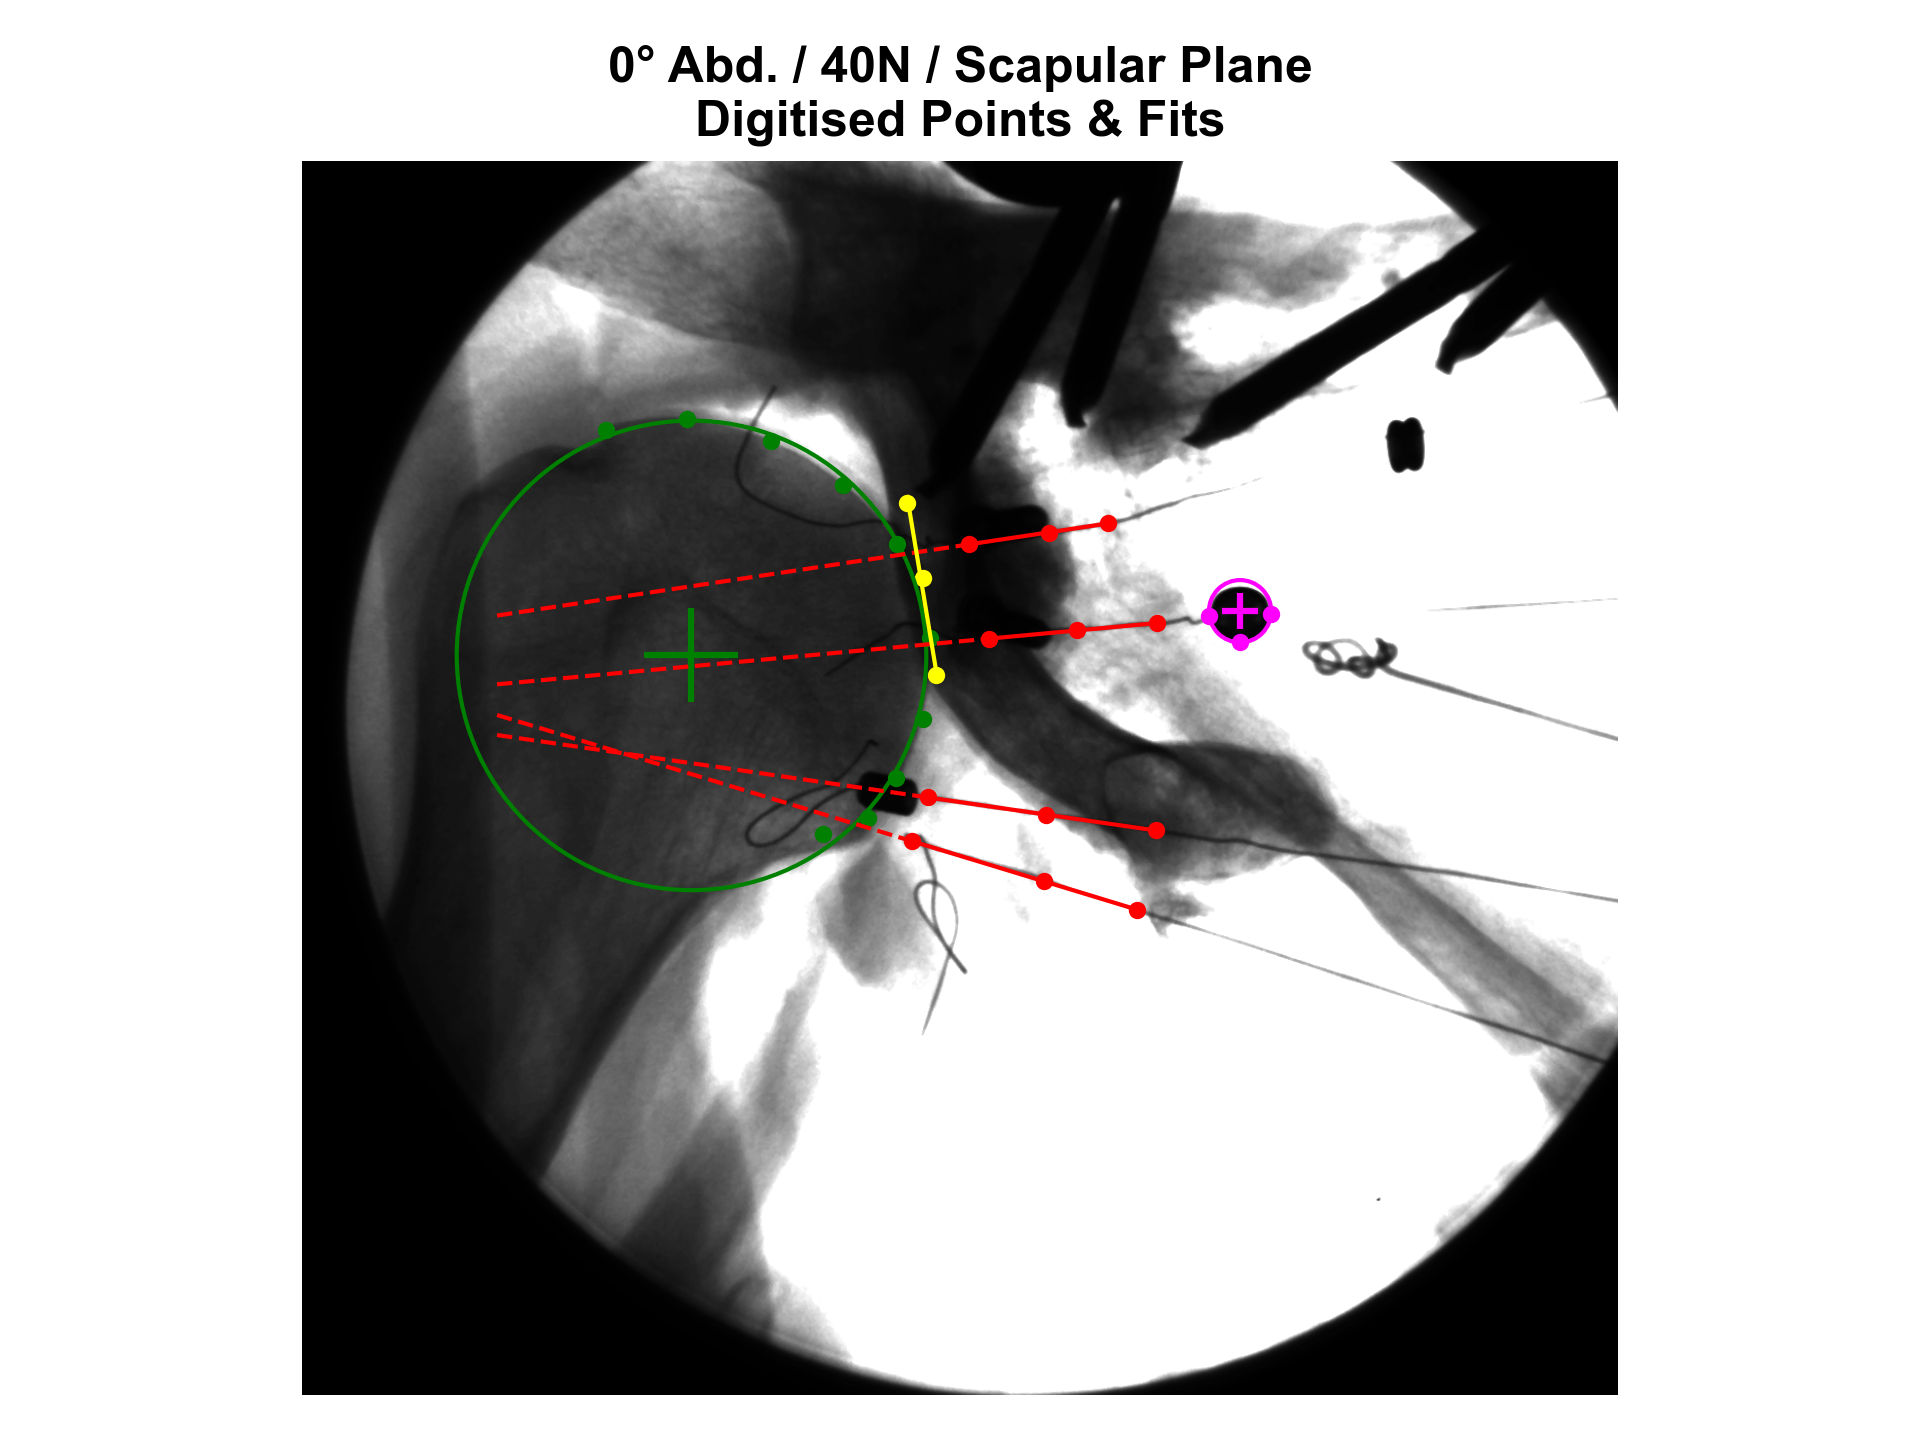 0° Abd. / 40N / Scapular Plane
Digitised Points & Fits